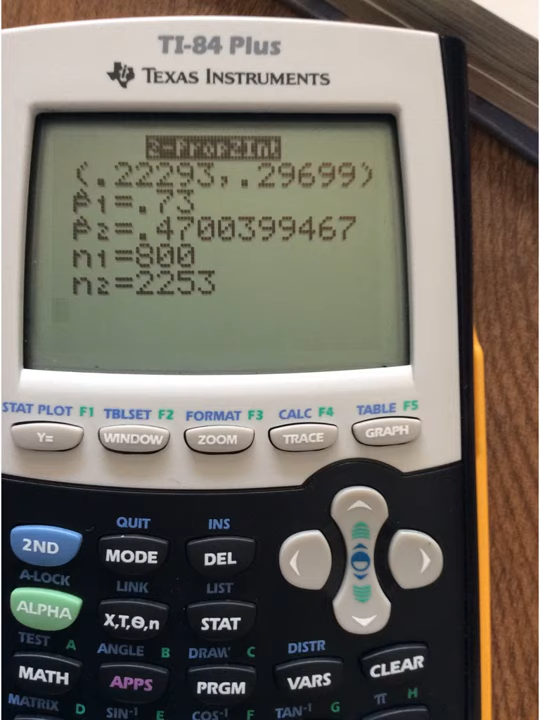 TI-84 Plus
TEXAS INSTRUMENTS
2-PropZInt
(.22293,.29699)
p̂1=.73
p̂2=.4700399467
n1=800
n2=2253
STAT PLOT F1 TBLSET F2 FORMAT F3 CALC F4 TABLE F5
Y= WINDOW ZOOM TRACE GRAPH
QUIT INS
2ND MODE DEL
A-LOCK LINK LIST
ALPHA X,T,Θ,n STAT
TEST A ANGLE B DRAW C DISTR
MATH APPS PRGM VARS CLEAR
MATRIX D SIN⁻¹ E COS⁻¹ F TAN⁻¹ G π H